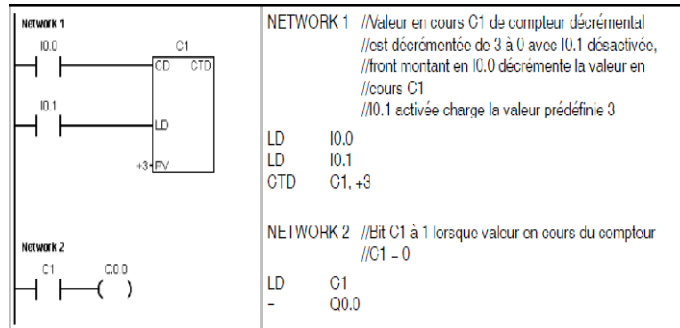 Network 1
I0.0
C1
CD CTD
I0.1
LD
+3 PV
NETWORK 1 //Valeur en cours C1 de compteur décrémental
//est décrémentée de 3 à 0 avec I0.1 désactivée,
//front montant en I0.0 décrémente la valeur en
//cours C1
//I0.1 activée charge la valeur prédéfinie 3
LD I0.0
LD I0.1
CTD C1, +3
Network 2
C1 Q0.0
NETWORK 2 //Bit C1 à 1 lorsque valeur en cours du compteur
//C1 = 0
LD C1
= Q0.0